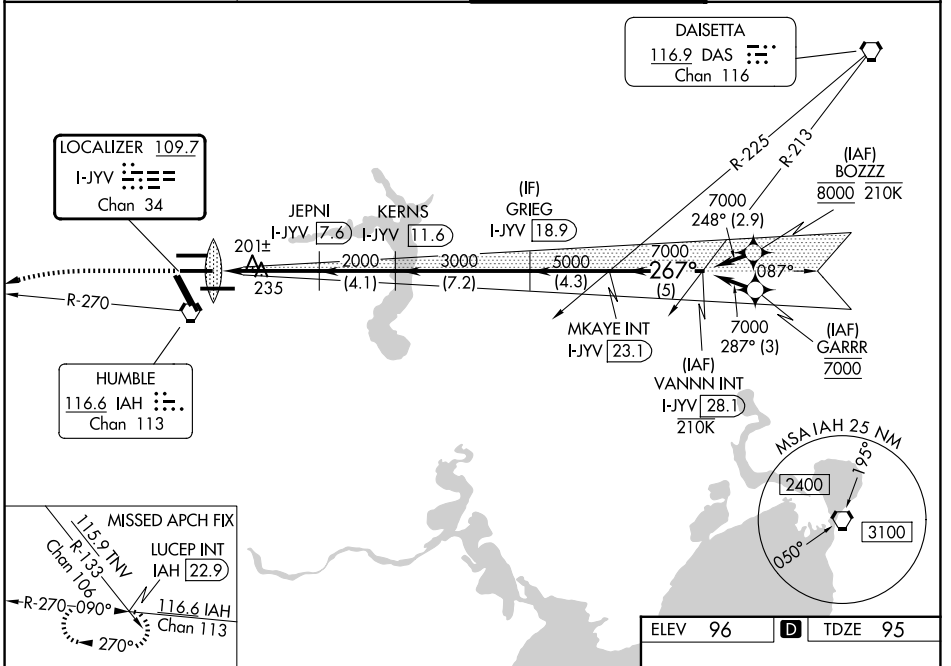 DAISETTA
116.9 DAS
Chan 116
LOCALIZER 109.7
I-JYV
Chan 34
R-225
R-213
(IAF)
BOZZZ
8000 210K
7000
248° (2.9)
(IF)
GRIEG
I-JYV 18.9
JEPNI
I-JYV 7.6
KERNS
I-JYV 11.6
201±
235
2000
(4.1)
3000
(7.2)
5000
(4.3)
7000
267°
(5)
087°
R-270
MKAYE INT
I-JYV 23.1
7000
287° (3)
(IAF)
GARRR
7000
(IAF)
VANNN INT
I-JYV 28.1
210K
HUMBLE
116.6 IAH
Chan 113
MSA IAH 25 NM
195°
2400
3100
050°
MISSED APCH FIX
115.9 TNV
R-133
Chan 106
LUCEP INT
IAH 22.9
R-270-090°
116.6 IAH
Chan 113
270°
ELEV 96 D TDZE 95